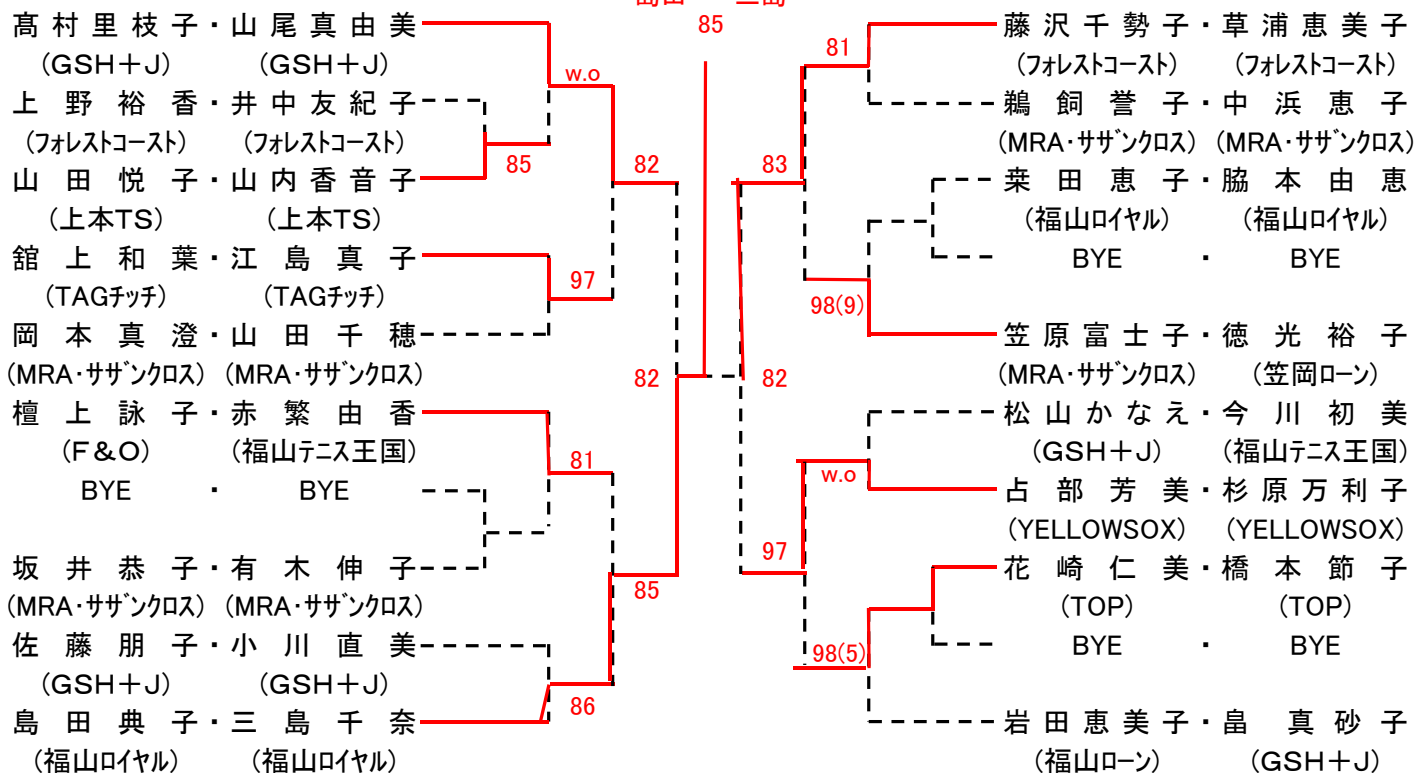 85
髙村里枝子・山尾真由美
(GSH+J) (GSH+J)
w.o
上野裕香・井中友紀子
(フォレストコースト) (フォレストコースト)
85
82
山田悦子・山内香音子
(上本TS) (上本TS)
舘上和葉・江島真子
(TAGチッチ) (TAGチッチ)
97
岡本真澄・山田千穂
(MRA・サザンクロス) (MRA・サザンクロス)
82
檀上詠子・赤繁由香
(F&O) (福山テニス王国)
81
BYE ・ BYE
坂井恭子・有木伸子
(MRA・サザンクロス) (MRA・サザンクロス)
85
佐藤朋子・小川直美
(GSH+J) (GSH+J)
86
島田典子・三島千奈
(福山ロイヤル) (福山ロイヤル)
藤沢千勢子・草浦恵美子
81
(フォレストコースト) (フォレストコースト)
鵜飼誉子・中浜恵子
(MRA・サザンクロス) (MRA・サザンクロス)
83
桒田恵子・脇本由恵
(福山ロイヤル) (福山ロイヤル)
BYE ・ BYE
98(9)
笠原富士子・徳光裕子
(MRA・サザンクロス) (笠岡ローン)
82
松山かなえ・今川初美
(GSH+J) (福山テニス王国)
w.o
占部芳美・杉原万利子
(YELLOWSOX) (YELLOWSOX)
97
花崎仁美・橋本節子
(TOP) (TOP)
BYE ・ BYE
98(5)
岩田恵美子・畠真砂子
(福山ローン) (GSH+J)